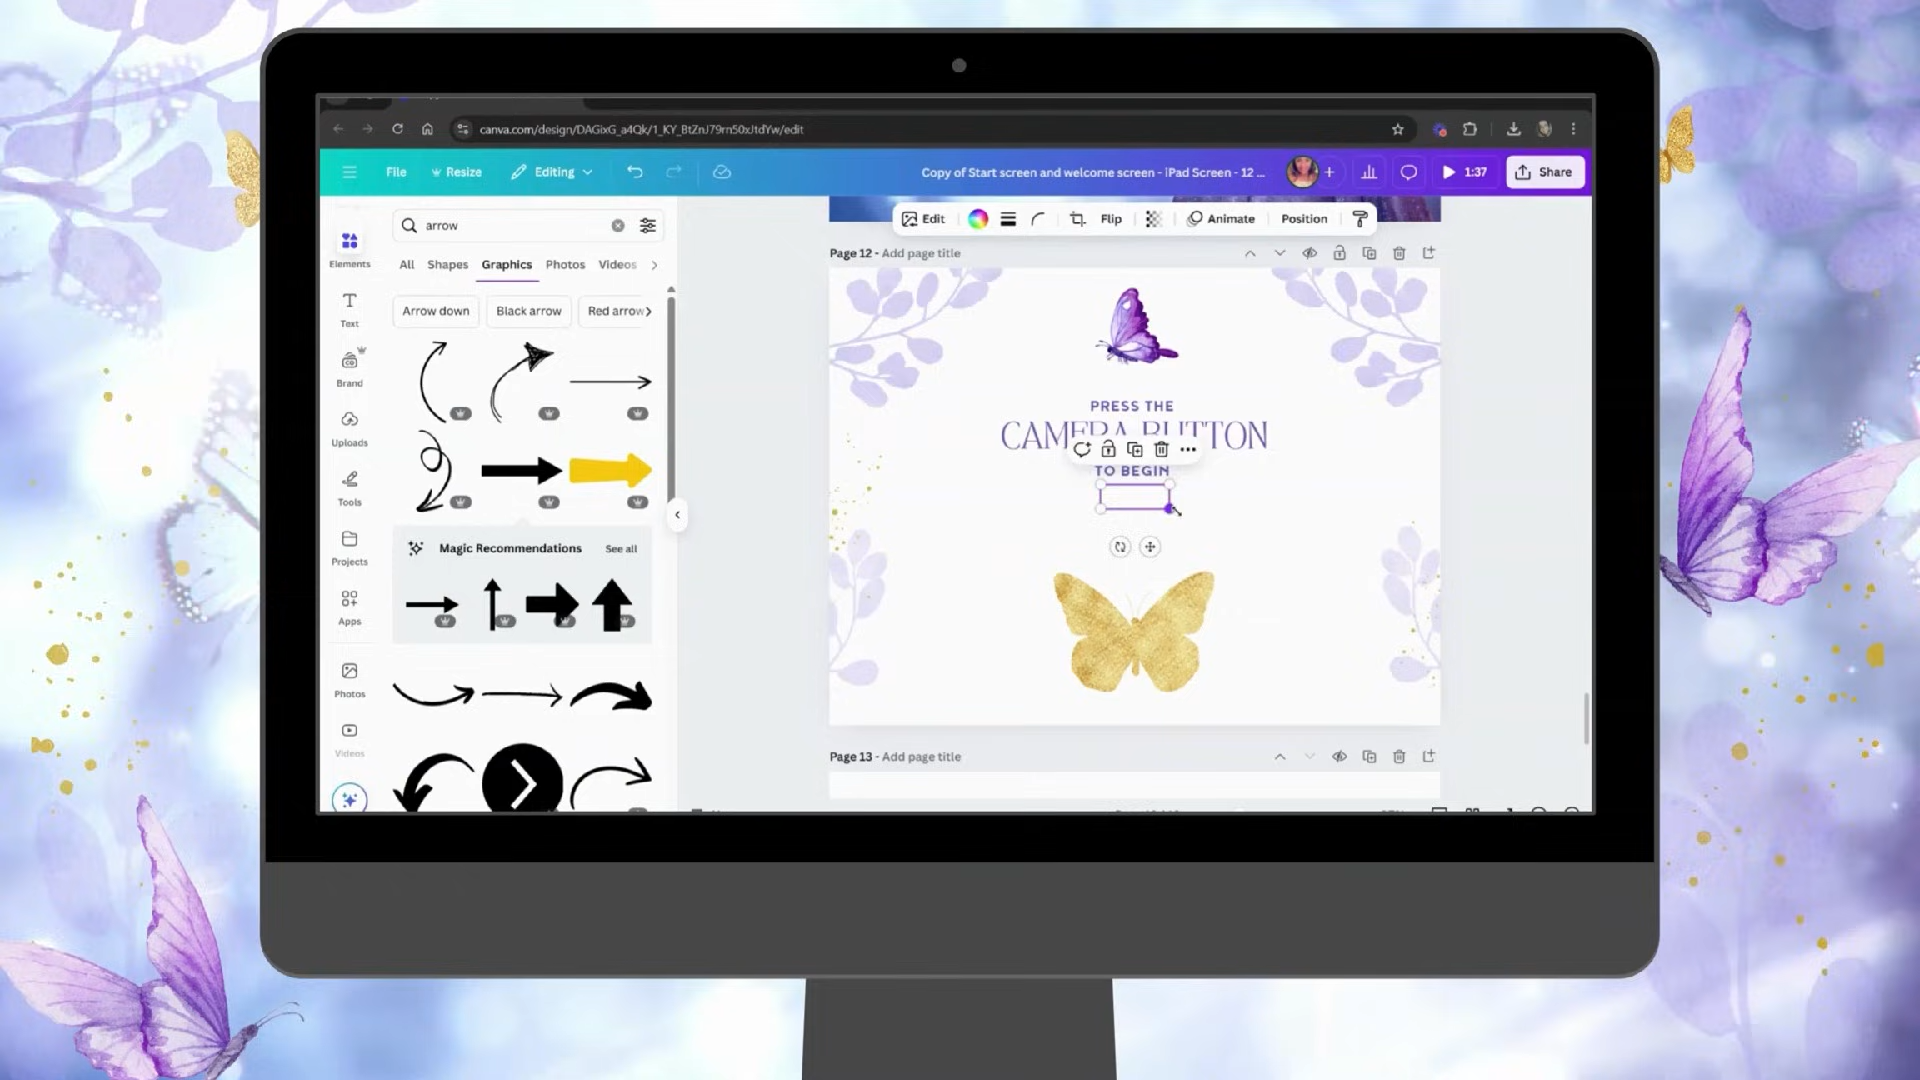 canva.com/design/DAGixG_a4Qk/1_KY_BtZnJ79rn50xJtdYw/edit
File
Resize
Editing
Copy of Start screen and welcome screen - iPad Screen - 12 ...
1:37
Share
Elements
Text
Brand
Uploads
Tools
Projects
Apps
Photos
Videos
arrow
All
Shapes
Graphics
Photos
Videos
Arrow down
Black arrow
Red arrow
Magic Recommendations
See all
Edit
Flip
Animate
Position
Page 12 - Add page title
PRESS THE
CAMERA BUTTON
TO BEGIN
Page 13 - Add page title